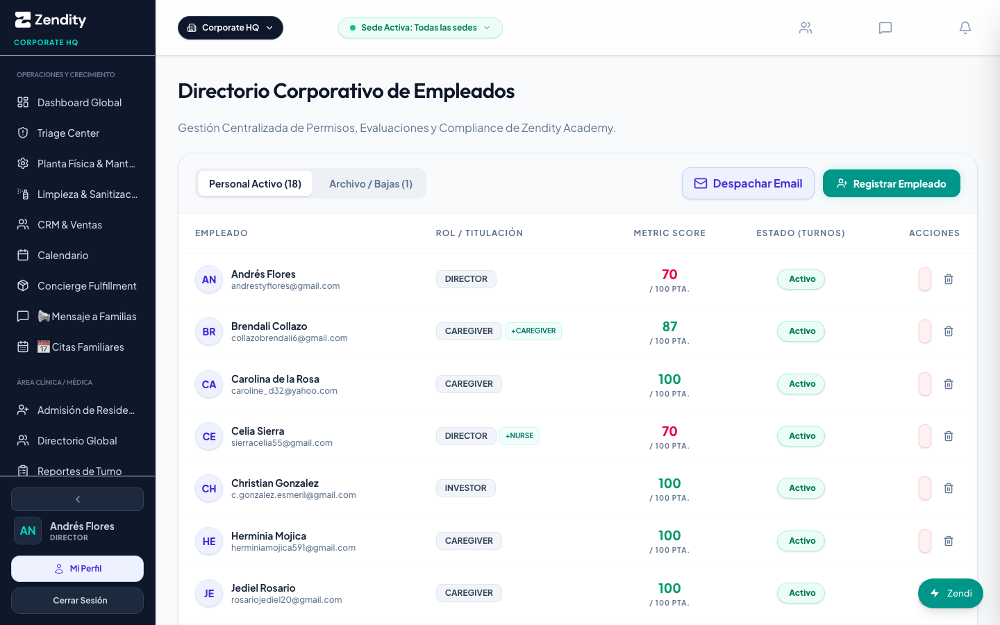 Zendity
CORPORATE HQ
OPERACIONES Y CRECIMIENTO
Dashboard Global
Triage Center
Planta Física & Mant...
Limpieza & Sanitizac...
CRM & Ventas
Calendario
Concierge Fulfillment
Mensaje a Familias
Citas Familiares
ÁREA CLÍNICA / MÉDICA
Admisión de Reside...
Directorio Global
Reportes de Turno
AN
Andrés Flores
DIRECTOR
Mi Perfil
Cerrar Sesión
Corporate HQ
Sede Activa: Todas las sedes
Directorio Corporativo de Empleados
Gestión Centralizada de Permisos, Evaluaciones y Compliance de Zendity Academy.
Personal Activo (18)
Archivo / Bajas (1)
Despachar Email
Registrar Empleado
EMPLEADO ROL / TITULACIÓN METRIC SCORE ESTADO (TURNOS) ACCIONES
AN Andrés Flores DIRECTOR 70 Activo
andrestyflores@gmail.com / 100 PTA.
BR Brendali Collazo CAREGIVER +CAREGIVER 87 Activo
collazobrendali6@gmail.com / 100 PTA.
CA Carolina de la Rosa CAREGIVER 100 Activo
caroline_d32@yahoo.com / 100 PTA.
CE Celia Sierra DIRECTOR +NURSE 70 Activo
sierracelia55@gmail.com / 100 PTA.
CH Christian Gonzalez INVESTOR 100 Activo
c.gonzalez.esmeril@gmail.com / 100 PTA.
HE Herminia Mojica CAREGIVER 100 Activo
herminiamojica591@gmail.com / 100 PTA.
JE Jediel Rosario CAREGIVER 100 Activo
rosariojediel20@gmail.com / 100 PTA.
Zendi